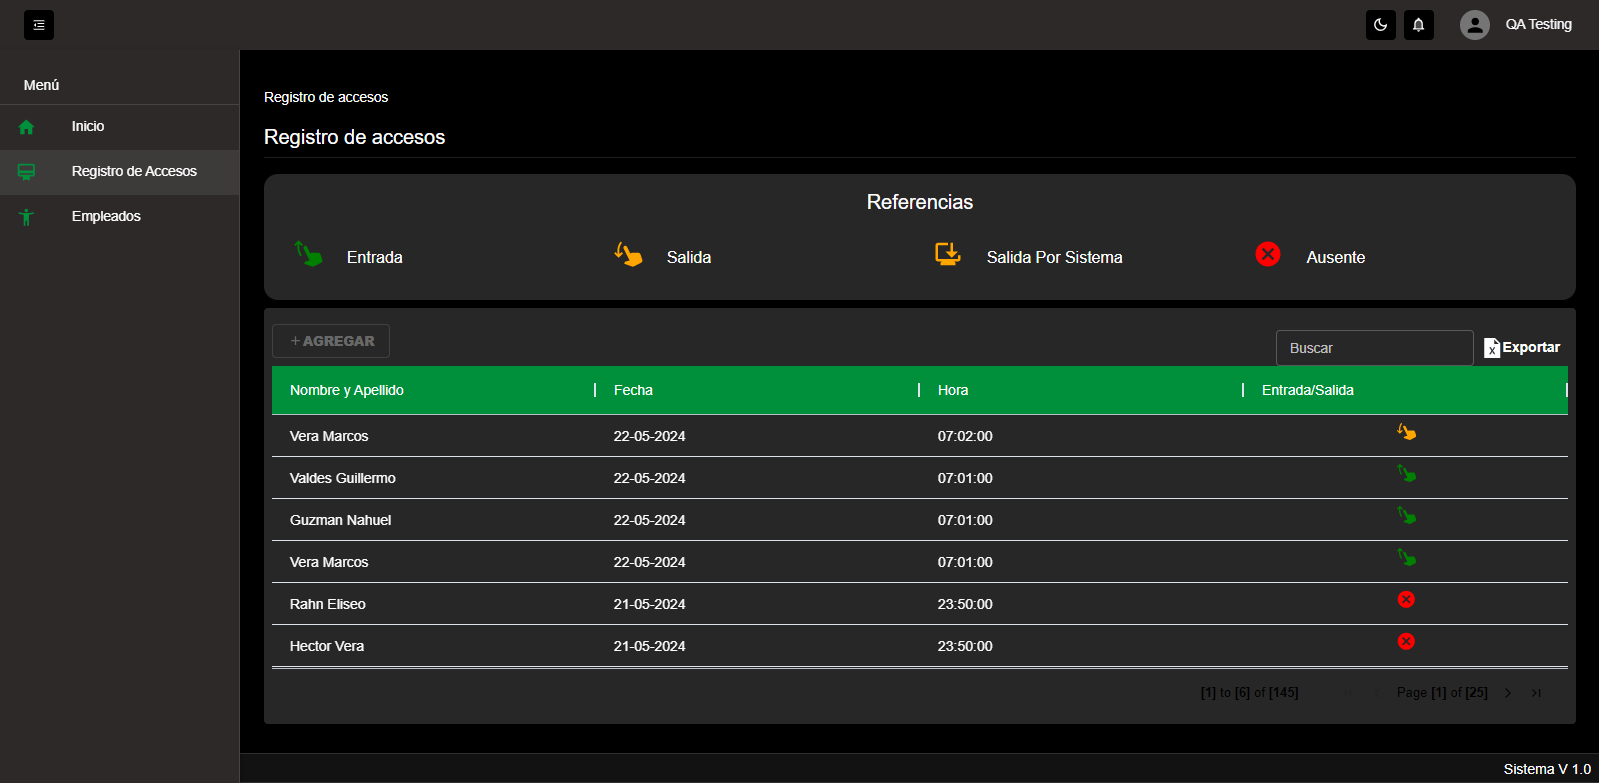 QA Testing
Menú
Inicio
Registro de Accesos
Empleados
Registro de accesos
Registro de accesos
Referencias
Entrada Salida Salida Por Sistema Ausente
+ AGREGAR Buscar Exportar
Nombre y Apellido Fecha Hora Entrada/Salida
Vera Marcos 22-05-2024 07:02:00
Valdes Guillermo 22-05-2024 07:01:00
Guzman Nahuel 22-05-2024 07:01:00
Vera Marcos 22-05-2024 07:01:00
Rahn Eliseo 21-05-2024 23:50:00
Hector Vera 21-05-2024 23:50:00
[1] to [6] of [145] Page [1] of [25]
Sistema V 1.0